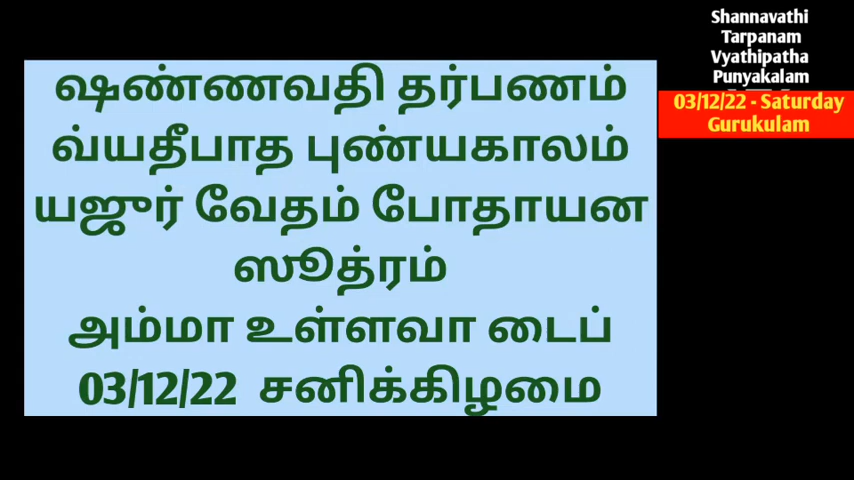 ஷண்ணவதி தர்பணம்
வ்யதீபாத புண்யகாலம்
யஜுர் வேதம் போதாயன
ஸூத்ரம்
அம்மா உள்ளவா டைப்
03/12/22 சனிக்கிழமை
Shannavathi
Tarpanam
Vyathipatha
Punyakalam
03/12/22 - Saturday
Gurukulam